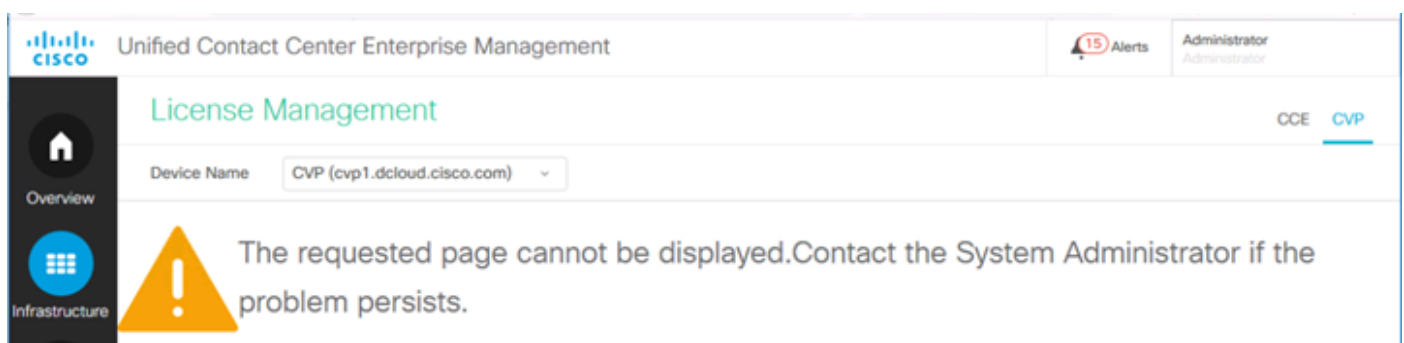 CISCO
Unified Contact Center Enterprise Management
15 Alerts
Administrator
Administrator
License Management
CCE CVP
Device Name CVP (cvp1.dcloud.cisco.com)
Overview
The requested page cannot be displayed.Contact the System Administrator if the
problem persists.
Infrastructure